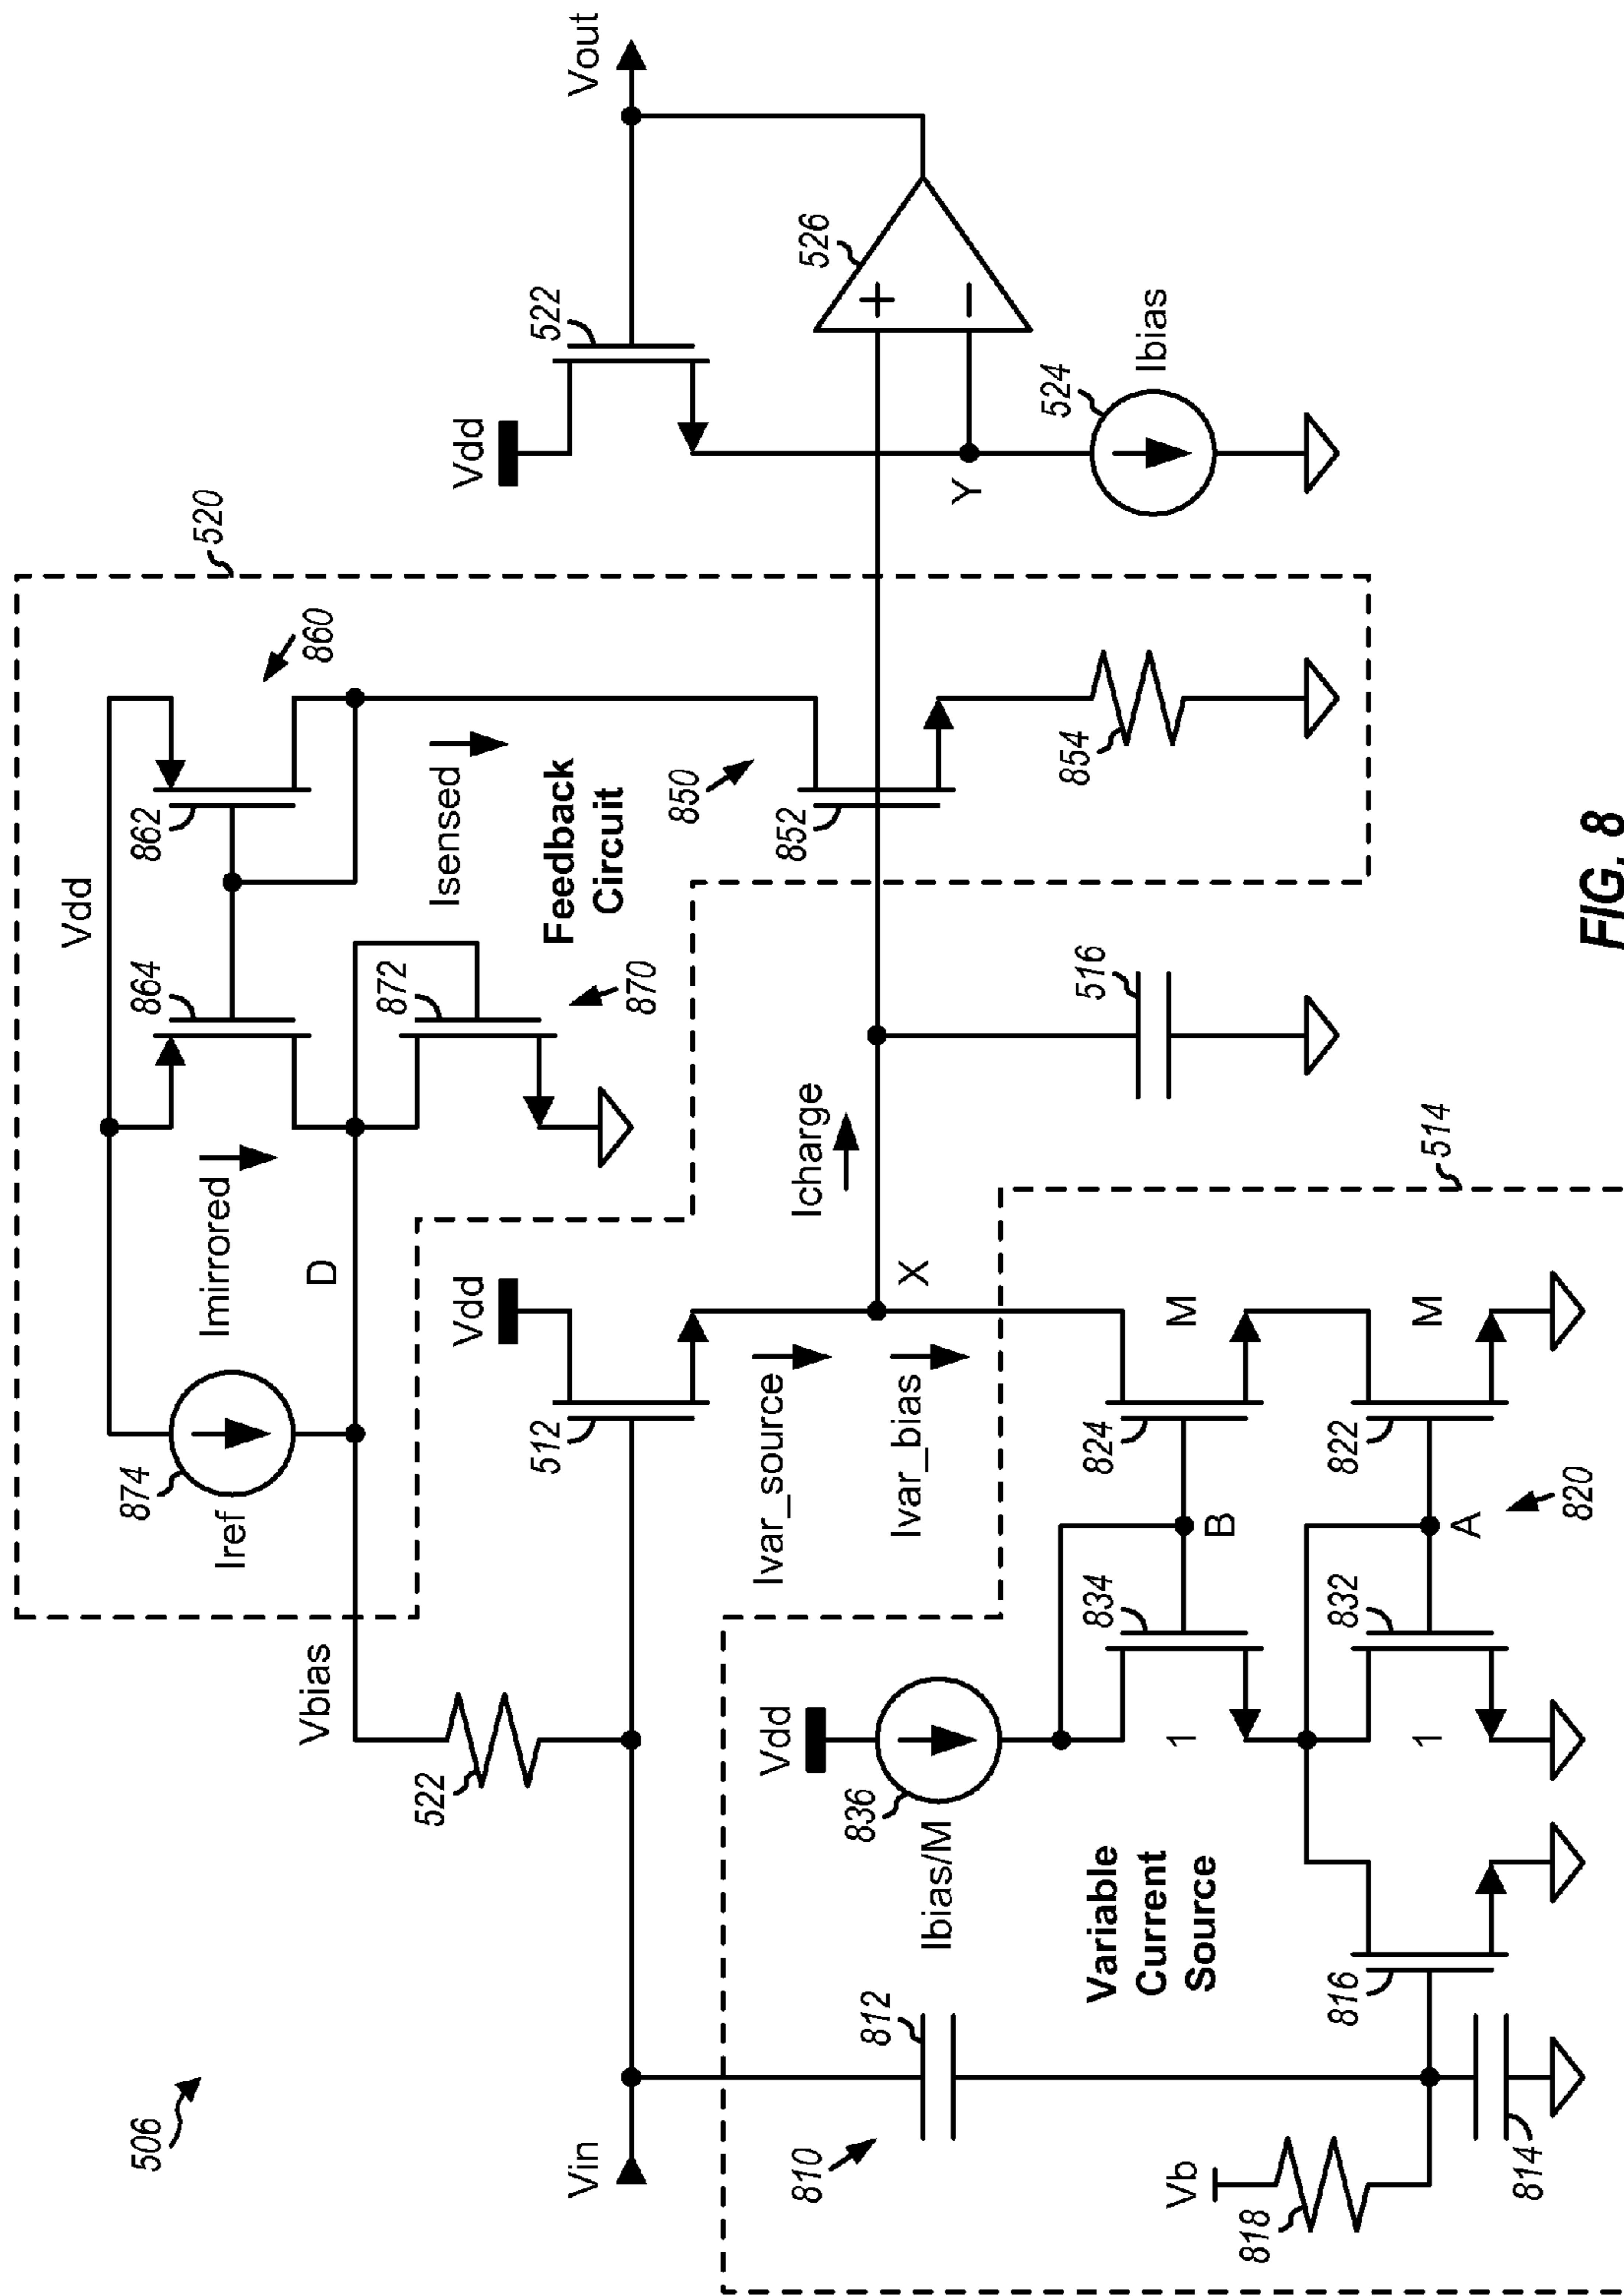 506
520
Vdd
874
Iref
Imirrored
864
862
860
D
872
870
Isensed
Feedback
Circuit
Vbias
522
Vdd
512
Vdd
522
Vout
Vin
Ivar_source
X
Icharge
850
852
854
516
+
–
526
Y
524
Ibias
Ivar_bias
514
810
812
Vdd
836
Ibias/M
834
1
B
824
M
Variable
Current
Source
Vb
818
814
816
1
832
A
820
822
M
FIG. 8